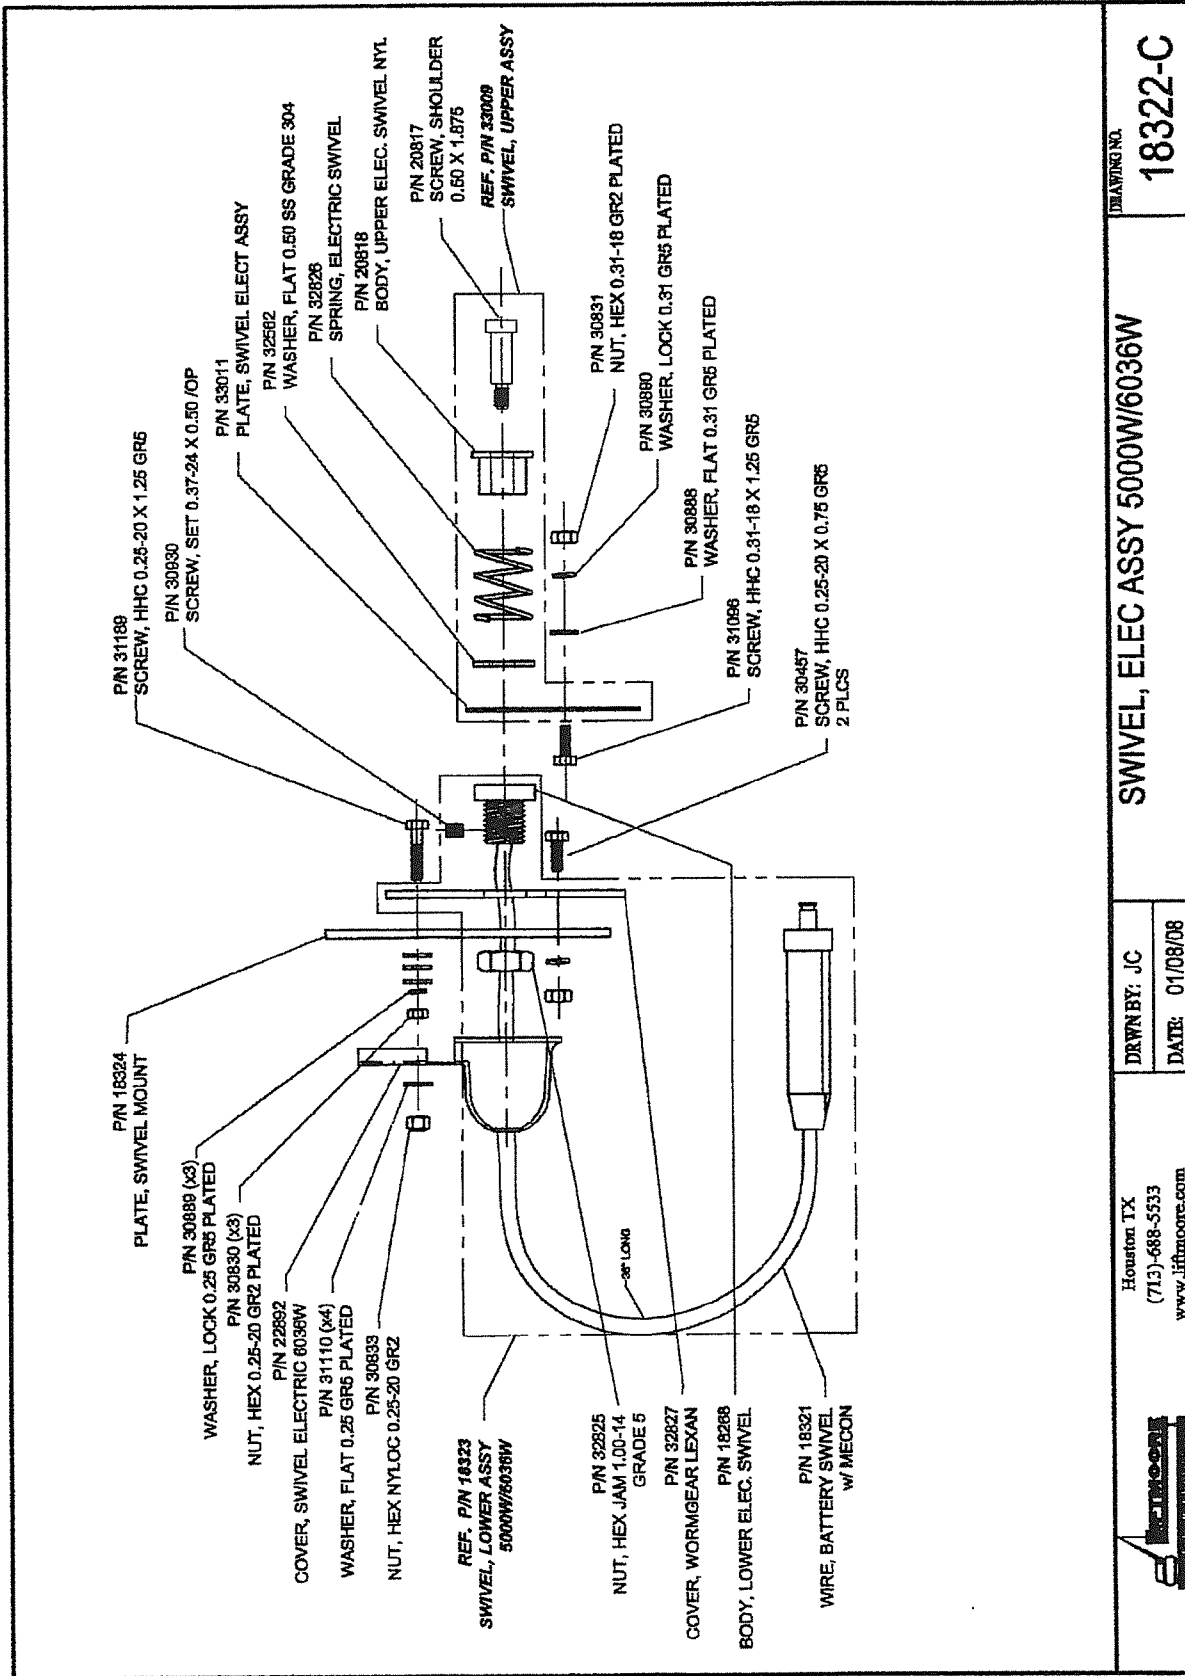 P/N 31189
SCREW, HHC 0.25-20 X 1.25 GR5
P/N 30930
SCREW, SET 0.37-24 X 0.50 /OP
P/N 33011
PLATE, SWIVEL ELECT ASSY
P/N 32562
WASHER, FLAT 0.50 SS GRADE 304
P/N 32826
SPRING, ELECTRIC SWIVEL
P/N 20818
BODY, UPPER ELEC. SWIVEL NYL
P/N 20817
SCREW, SHOULDER
0.50 X 1.875
REF. P/N 33009
SWIVEL, UPPER ASSY
P/N 18324
PLATE, SWIVEL MOUNT
P/N 30889 (x3)
WASHER, LOCK 0.25 GR5 PLATED
P/N 30830 (x3)
NUT, HEX 0.25-20 GR2 PLATED
P/N 22892
COVER, SWIVEL ELECTRIC 6036W
P/N 31110 (x4)
WASHER, FLAT 0.25 GR5 PLATED
P/N 30833
NUT, HEX NYLOC 0.25-20 GR2
REF. P/N 18323
SWIVEL, LOWER ASSY
5000W/6036W
P/N 30831
NUT, HEX 0.31-18 GR2 PLATED
P/N 30890
WASHER, LOCK 0.31 GR5 PLATED
P/N 30888
WASHER, FLAT 0.31 GR5 PLATED
P/N 31096
SCREW, HHC 0.31-18 X 1.25 GR5
P/N 30457
SCREW, HHC 0.25-20 X 0.75 GR5
2 PLCS
36" LONG
P/N 32825
NUT, HEX JAM 1.00-14
GRADE 5
P/N 32827
COVER, WORMGEAR LEXAN
P/N 18268
BODY, LOWER ELEC. SWIVEL
P/N 18321
WIRE, BATTERY SWIVEL
w/ MECON
LIFTMOORE
Houston TX
(713)-688-5533
www.liftmoore.com
DRWN BY: JC
DATE: 01/08/08
SWIVEL, ELEC ASSY 5000W/6036W
DRAWING NO.
18322-C